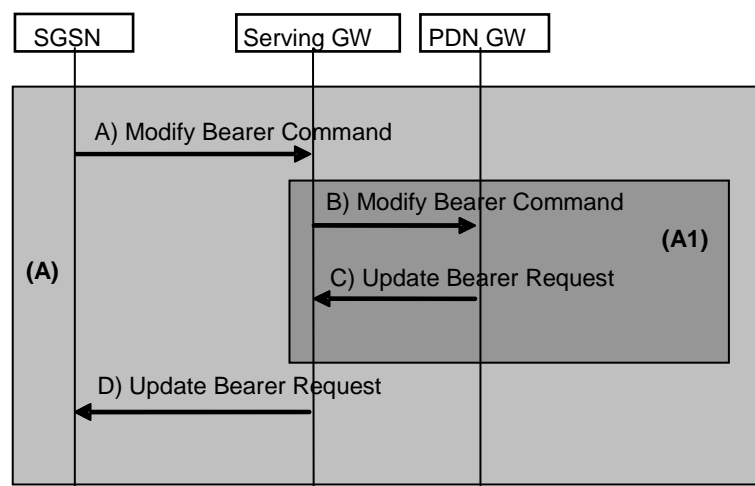 SGSN
Serving GW
PDN GW
A) Modify Bearer Command
B) Modify Bearer Command
(A1)
(A)
C) Update Bearer Request
D) Update Bearer Request